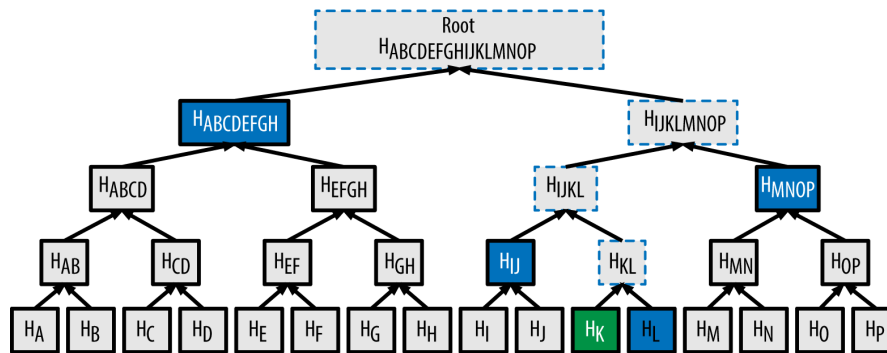 Root
HABCDEFGHIJKLMNOP
HABCDEFGH
HIJKLMNOP
HABCD
HEFGH
HIJKL
HMNOP
HAB
HCD
HEF
HGH
HIJ
HKL
HMN
HOP
HA
HB
HC
HD
HE
HF
HG
HH
HI
HJ
HK
HL
HM
HN
HO
HP